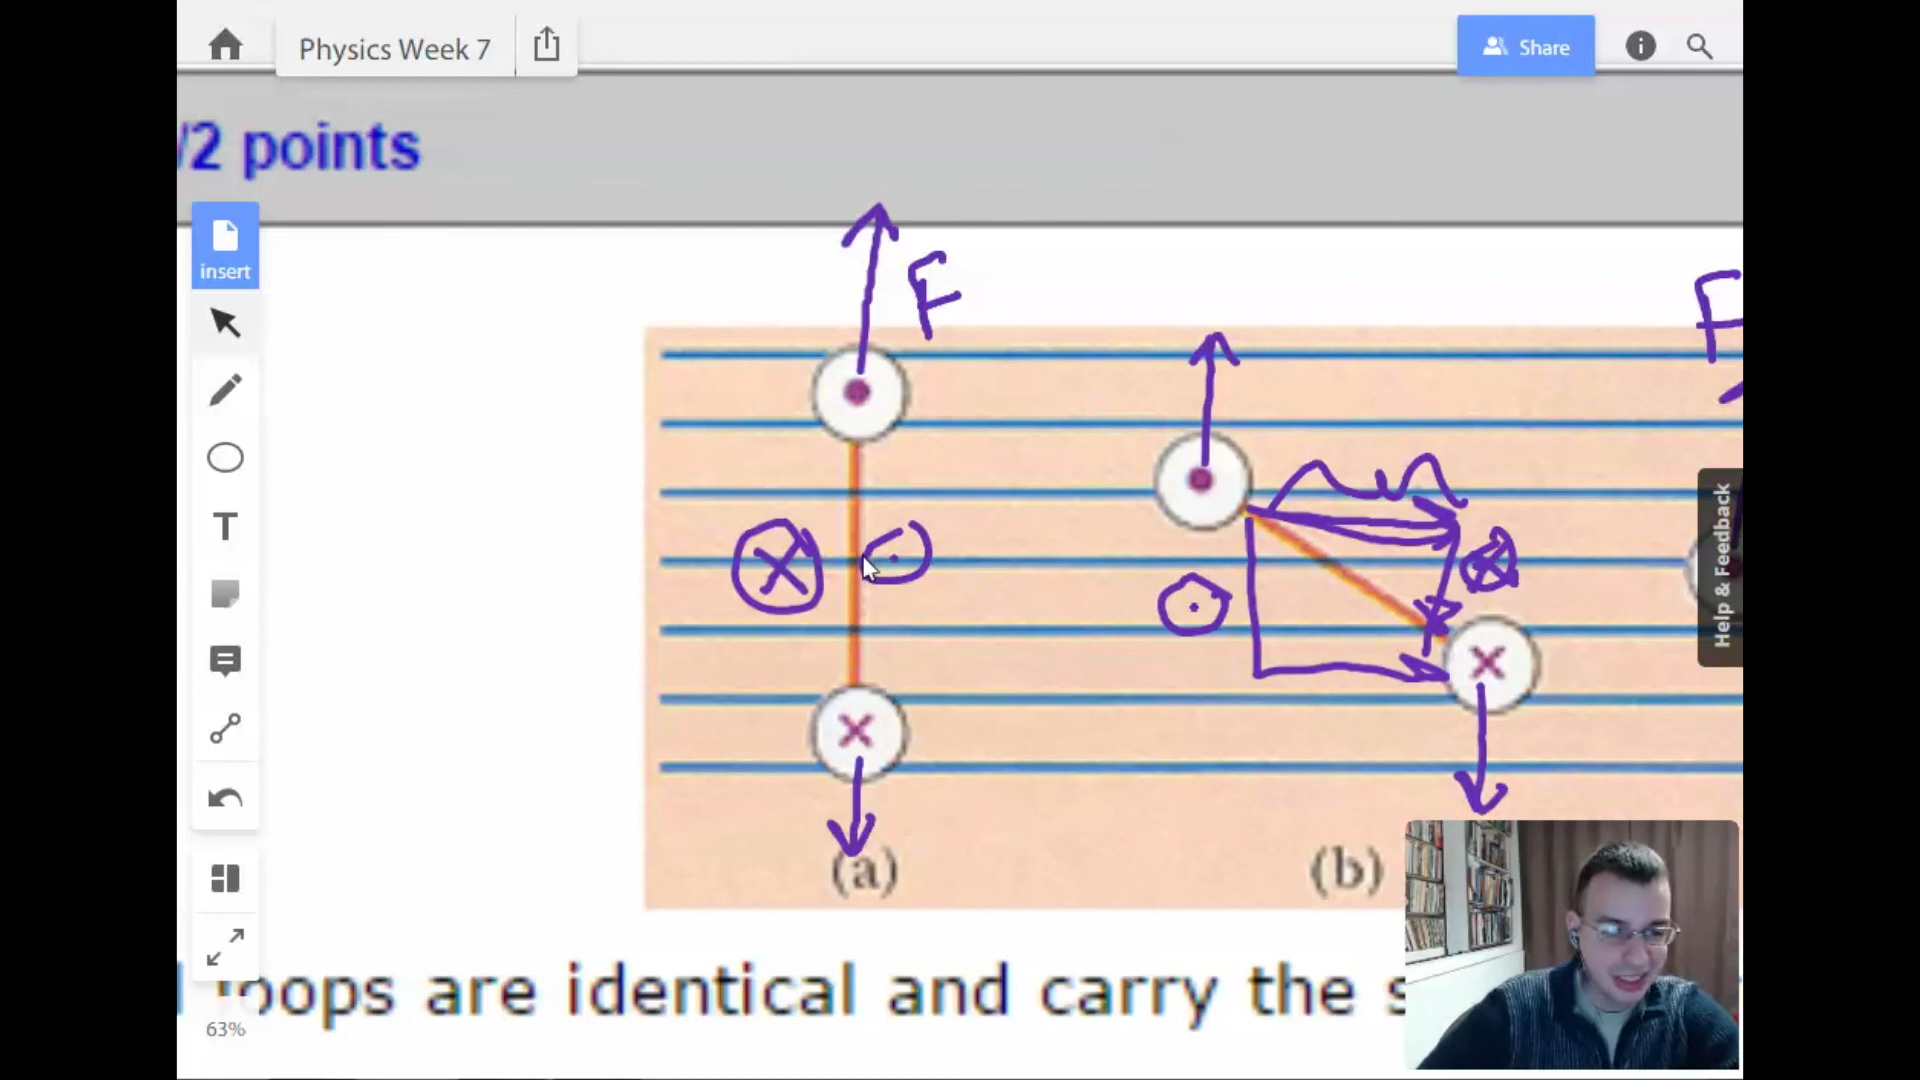 Physics Week 7
Share
/2 points
insert
F
F
T
Help & Feedback
(a)
(b)
loops are identical and carry the s
63%